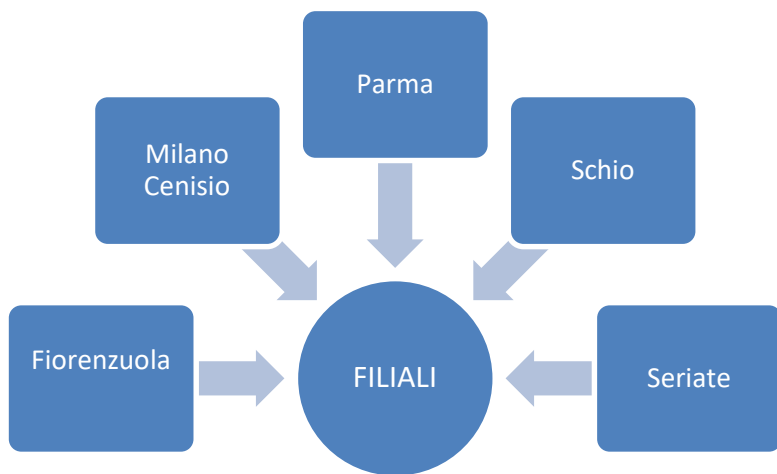 Parma
Milano
Cenisio
Schio
Fiorenzuola
FILIALI
Seriate